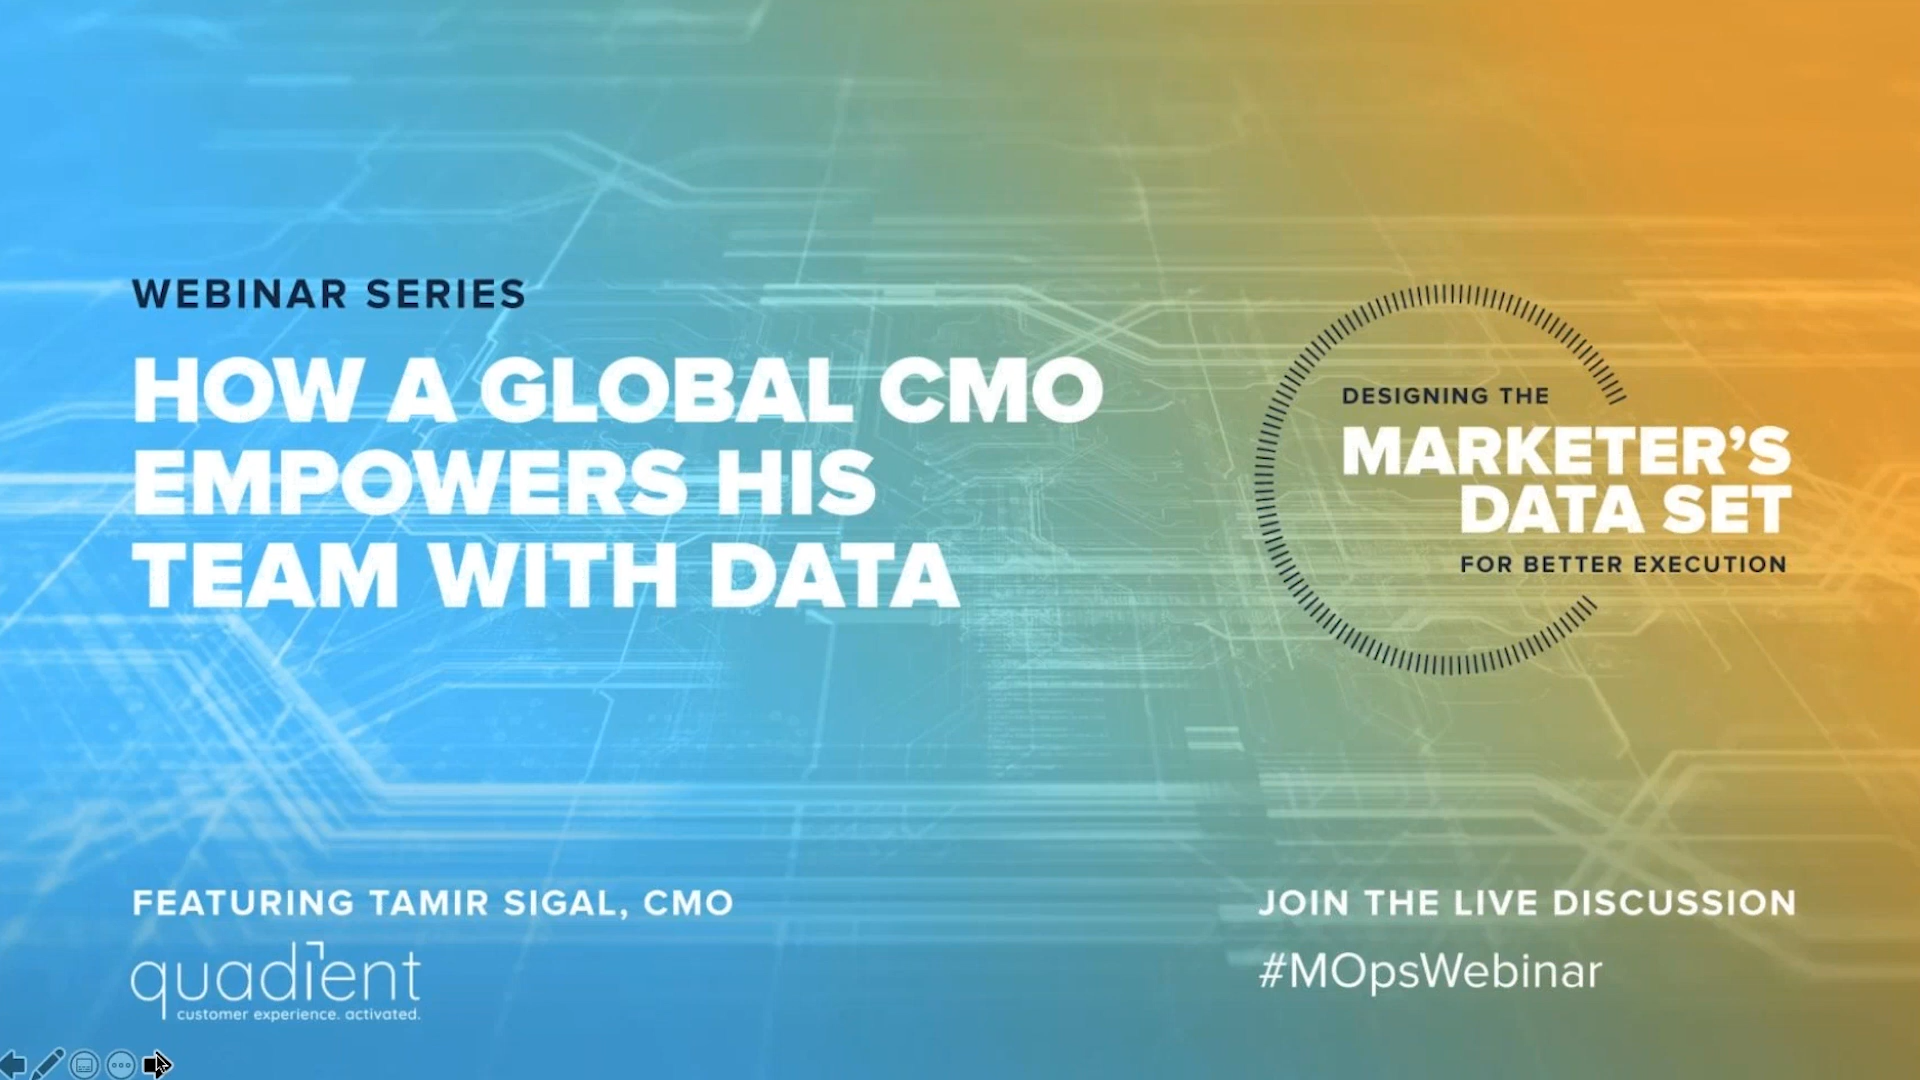 WEBINAR SERIES
HOW A GLOBAL CMO
EMPOWERS HIS
TEAM WITH DATA
DESIGNING THE
MARKETER'S
DATA SET
FOR BETTER EXECUTION
FEATURING TAMIR SIGAL, CMO
quadient
customer experience. activated.
JOIN THE LIVE DISCUSSION
#MOpsWebinar